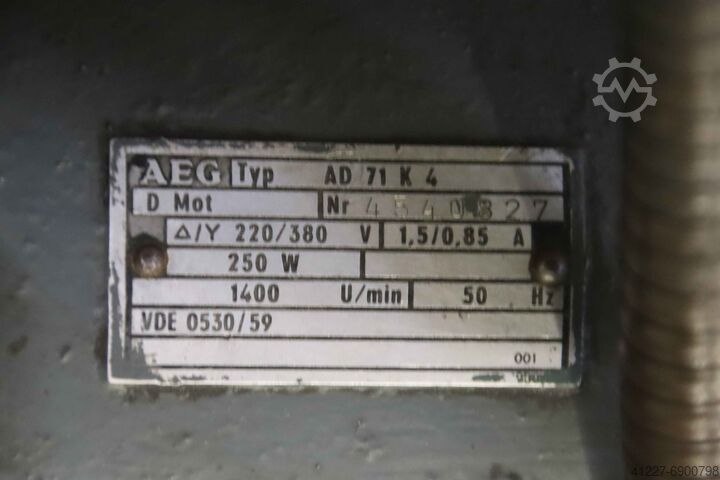 AEG Typ AD 71 K 4
D Mot Nr 4540827
△/Y 220/380 V 1,5/0,85 A
250 W
1400 U/min 50 Hz
VDE 0530/59
001
41227-6900798